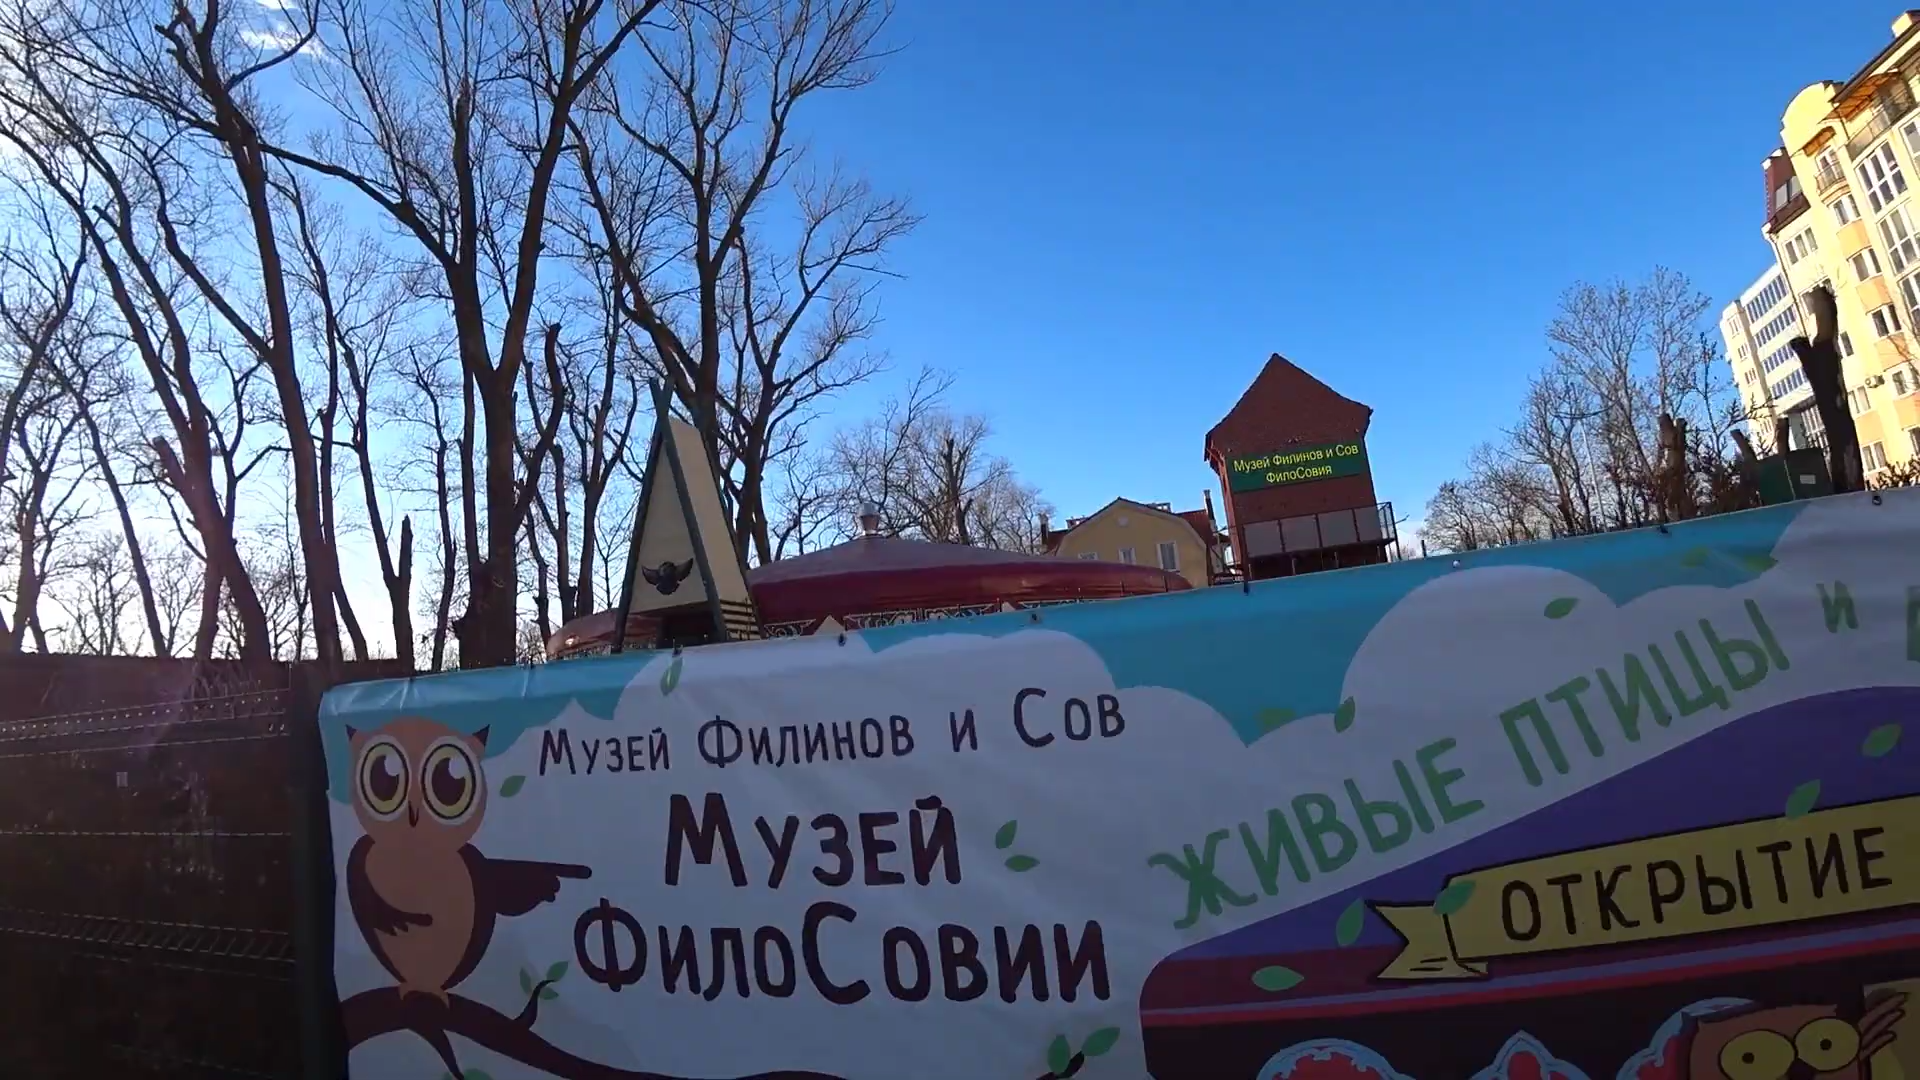 Музей Филинов и Сов
ФилоСовия
Музей Филинов и Сов
Музей
ФилоСовии
ЖИВЫЕ ПТИЦЫ И
ОТКРЫТИЕ